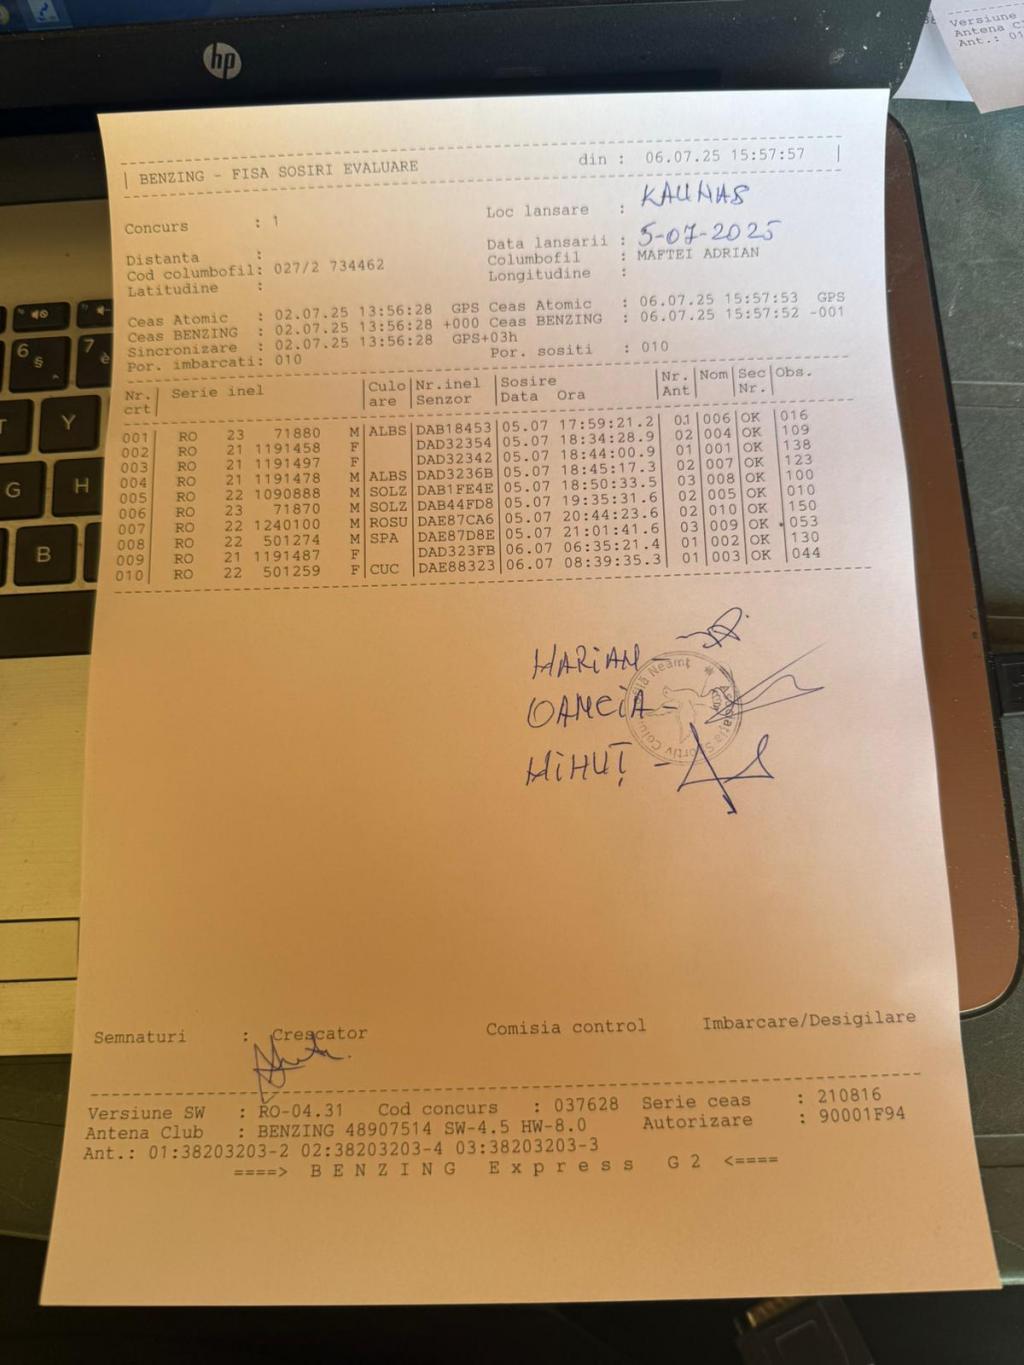 hp
Versiune
Antena C
Ant.: 01
| BENZING - FISA SOSIRI EVALUARE din : 06.07.25 15:57:57 |
Concurs : 1 Loc lansare : KAUNAS
Data lansarii : 5-07-2025
Distanta : Columbofil : MAFTEI ADRIAN
Cod columbofil: 027/2 734462 Longitudine :
Latitudine :
Ceas Atomic : 02.07.25 13:56:28 GPS Ceas Atomic : 06.07.25 15:57:53 GPS
Ceas BENZING : 02.07.25 13:56:28 +000 Ceas BENZING : 06.07.25 15:57:52 -001
Sincronizare : 02.07.25 13:56:28 GPS+03h
Por. imbarcati: 010 Por. sositi : 010
Nr. | Serie inel | Culo | Nr.inel | Sosire | Nr. | Nom | Sec | Obs.
crt | | are | Senzor | Data Ora | Ant | | Nr. |
001 | RO 23 71880 M | ALBS | DAB18453 | 05.07 17:59:21.2 | 01 | 006 | OK | 016
002 | RO 21 1191458 F | | DAD32354 | 05.07 18:34:28.9 | 02 | 004 | OK | 109
003 | RO 21 1191497 F | | DAD32342 | 05.07 18:44:00.9 | 01 | 001 | OK | 138
004 | RO 21 1191478 M | ALBS | DAD3236B | 05.07 18:45:17.3 | 02 | 007 | OK | 123
005 | RO 22 1090888 M | SOLZ | DAB1FE4E | 05.07 18:50:33.5 | 03 | 008 | OK | 100
006 | RO 23 71870 M | SOLZ | DAB44FD8 | 05.07 19:35:31.6 | 02 | 005 | OK | 010
007 | RO 22 1240100 M | ROSU | DAE87CA6 | 05.07 20:44:23.6 | 02 | 010 | OK | 150
008 | RO 22 501274 M | SPA | DAE87D8E | 05.07 21:01:41.6 | 03 | 009 | OK | 053
009 | RO 21 1191487 F | | DAD323FB | 06.07 06:35:21.4 | 01 | 002 | OK | 130
010 | RO 22 501259 F | CUC | DAE88323 | 06.07 08:39:35.3 | 01 | 003 | OK | 044
MARIAN -
OANCIA -
MIHUȚ -
Neamț
Semnaturi : Crescator Comisia control Imbarcare/Desigilare
Versiune SW : RO-04.31 Cod concurs : 037628 Serie ceas : 210816
Antena Club : BENZING 48907514 SW-4.5 HW-8.0 Autorizare : 90001F94
Ant.: 01:38203203-2 02:38203203-4 03:38203203-3
====> B E N Z I N G E x p r e s s G 2 <====